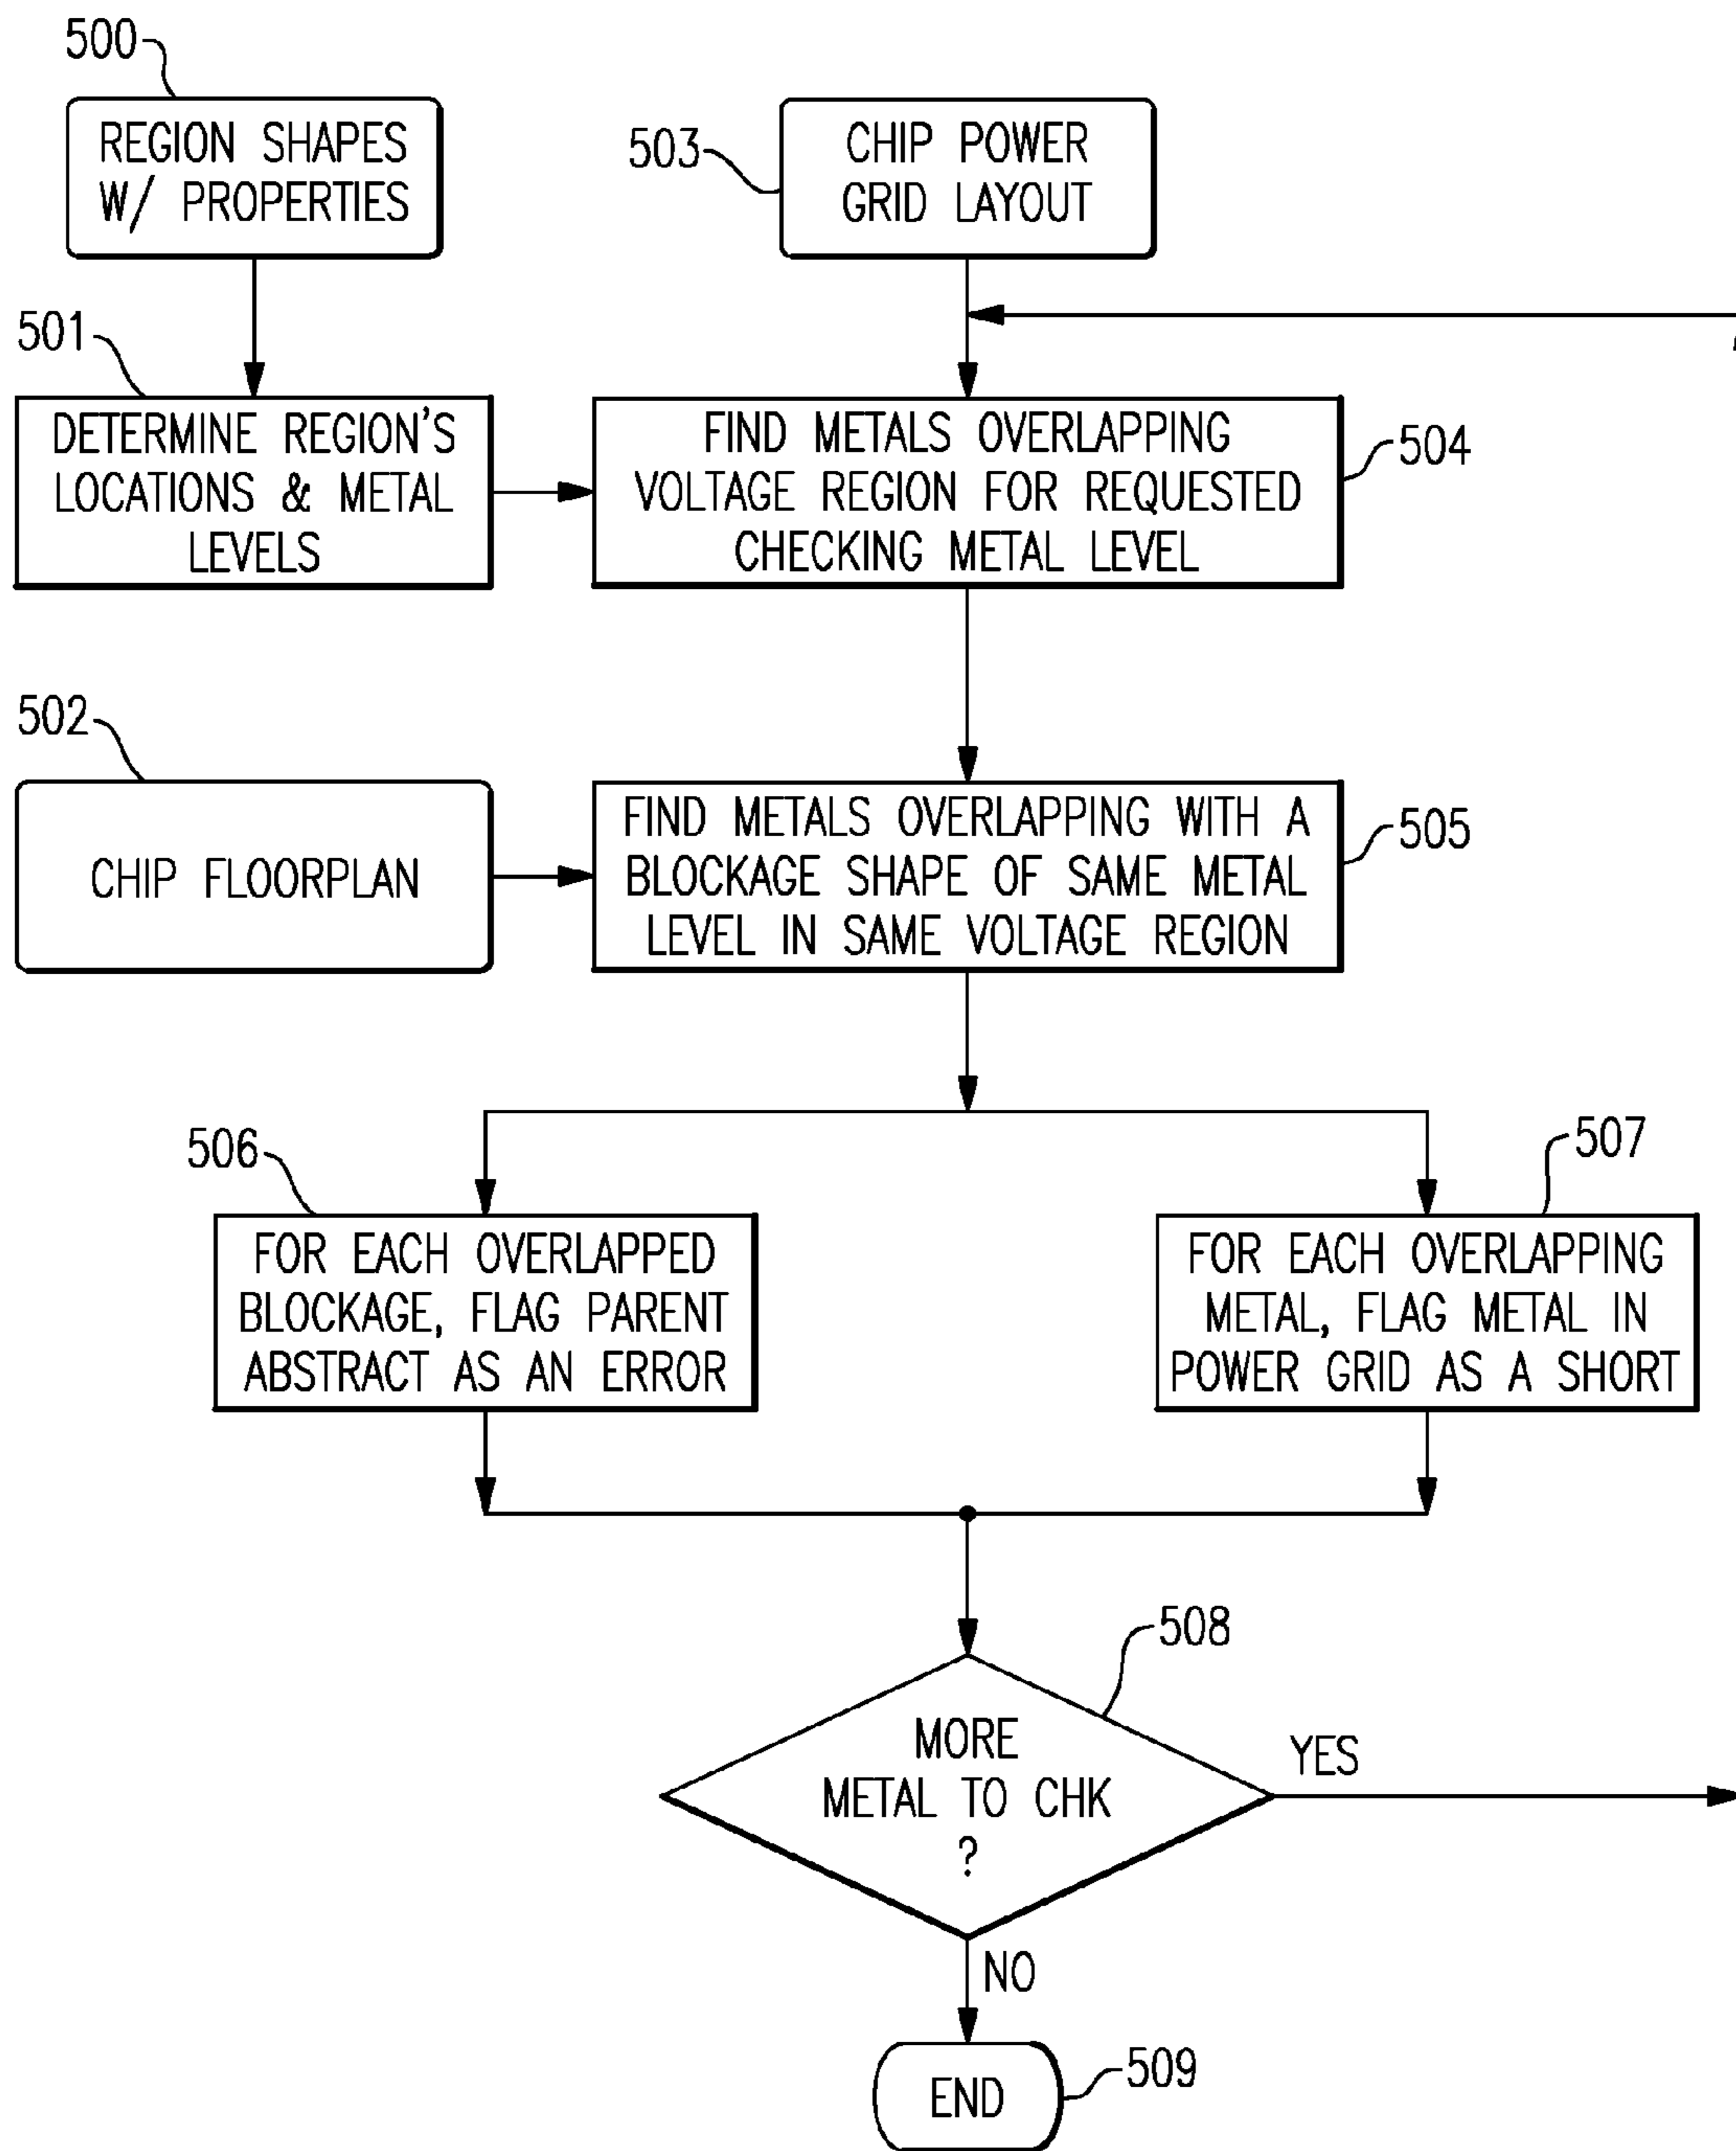 500
REGION SHAPES
W/ PROPERTIES
503
CHIP POWER
GRID LAYOUT
501
DETERMINE REGION'S
LOCATIONS & METAL
LEVELS
FIND METALS OVERLAPPING
VOLTAGE REGION FOR REQUESTED
CHECKING METAL LEVEL
504
502
CHIP FLOORPLAN
FIND METALS OVERLAPPING WITH A
BLOCKAGE SHAPE OF SAME METAL
LEVEL IN SAME VOLTAGE REGION
505
506
FOR EACH OVERLAPPED
BLOCKAGE, FLAG PARENT
ABSTRACT AS AN ERROR
507
FOR EACH OVERLAPPING
METAL, FLAG METAL IN
POWER GRID AS A SHORT
508
MORE
METAL TO CHK
?
YES
NO
END
509